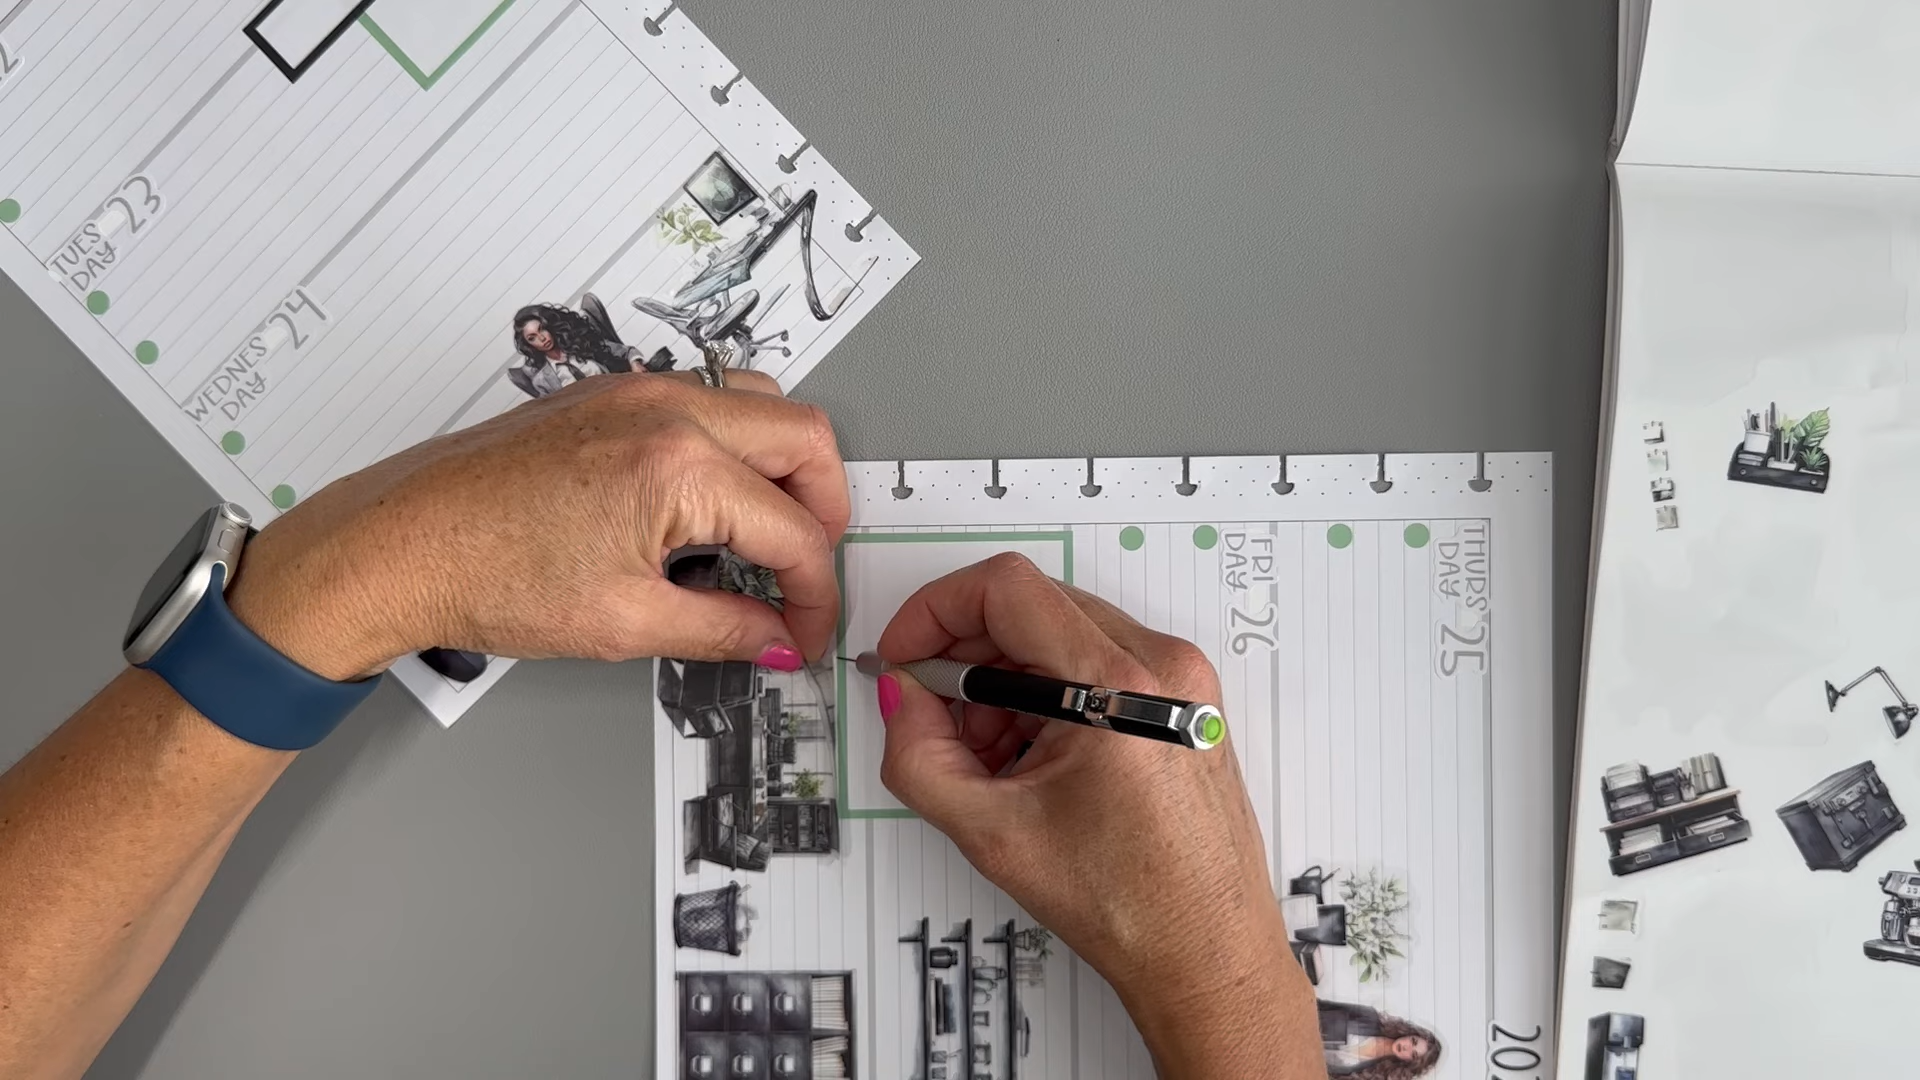 TUES
DAY 23
WEDNES
DAY 24
THURS
DAY 25
FRI
DAY 26